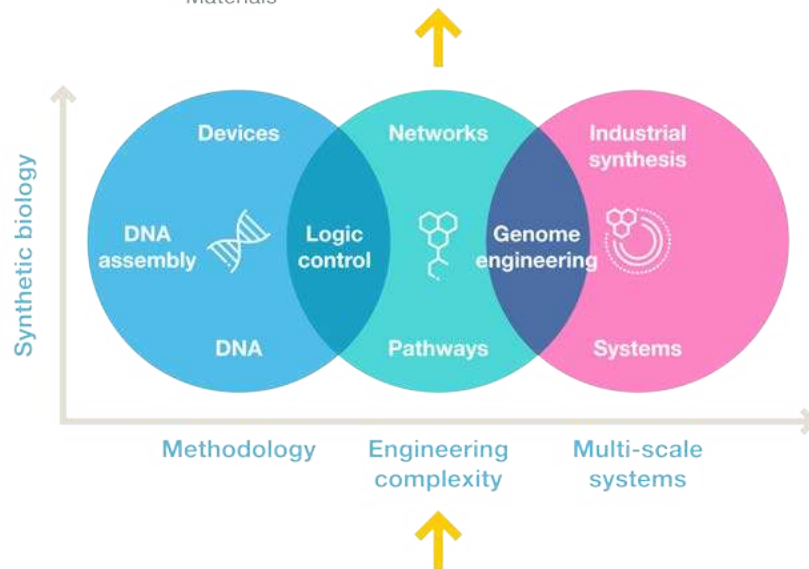 Materials
Devices
Networks
Industrial
synthesis
DNA
assembly
Logic
control
Genome
engineering
DNA
Pathways
Systems
Synthetic biology
Methodology
Engineering
complexity
Multi-scale
systems